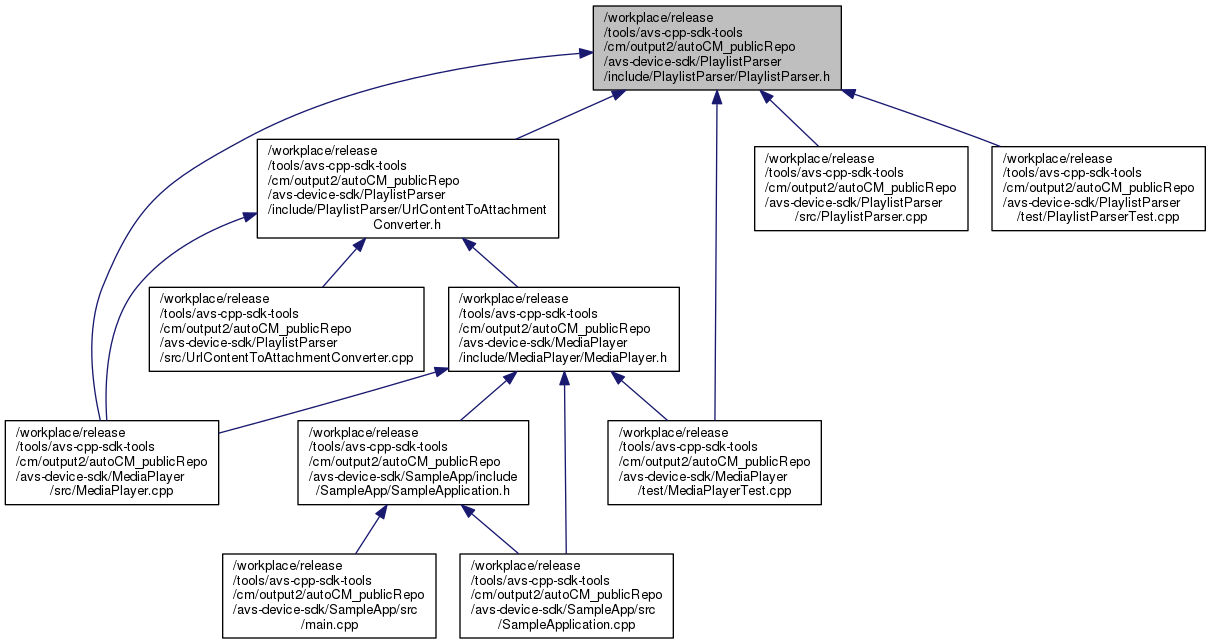 /workplace/release
/tools/avs-cpp-sdk-tools
/cm/output2/autoCM_publicRepo
/avs-device-sdk/PlaylistParser
/include/PlaylistParser/PlaylistParser.h
/workplace/release
/tools/avs-cpp-sdk-tools
/cm/output2/autoCM_publicRepo
/avs-device-sdk/PlaylistParser
/include/PlaylistParser/UrlContentToAttachment
Converter.h
/workplace/release
/tools/avs-cpp-sdk-tools
/cm/output2/autoCM_publicRepo
/avs-device-sdk/PlaylistParser
/src/PlaylistParser.cpp
/workplace/release
/tools/avs-cpp-sdk-tools
/cm/output2/autoCM_publicRepo
/avs-device-sdk/PlaylistParser
/test/PlaylistParserTest.cpp
/workplace/release
/tools/avs-cpp-sdk-tools
/cm/output2/autoCM_publicRepo
/avs-device-sdk/PlaylistParser
/src/UrlContentToAttachmentConverter.cpp
/workplace/release
/tools/avs-cpp-sdk-tools
/cm/output2/autoCM_publicRepo
/avs-device-sdk/MediaPlayer
/include/MediaPlayer/MediaPlayer.h
/workplace/release
/tools/avs-cpp-sdk-tools
/cm/output2/autoCM_publicRepo
/avs-device-sdk/MediaPlayer
/src/MediaPlayer.cpp
/workplace/release
/tools/avs-cpp-sdk-tools
/cm/output2/autoCM_publicRepo
/avs-device-sdk/SampleApp/include
/SampleApp/SampleApplication.h
/workplace/release
/tools/avs-cpp-sdk-tools
/cm/output2/autoCM_publicRepo
/avs-device-sdk/MediaPlayer
/test/MediaPlayerTest.cpp
/workplace/release
/tools/avs-cpp-sdk-tools
/cm/output2/autoCM_publicRepo
/avs-device-sdk/SampleApp/src
/main.cpp
/workplace/release
/tools/avs-cpp-sdk-tools
/cm/output2/autoCM_publicRepo
/avs-device-sdk/SampleApp/src
/SampleApplication.cpp